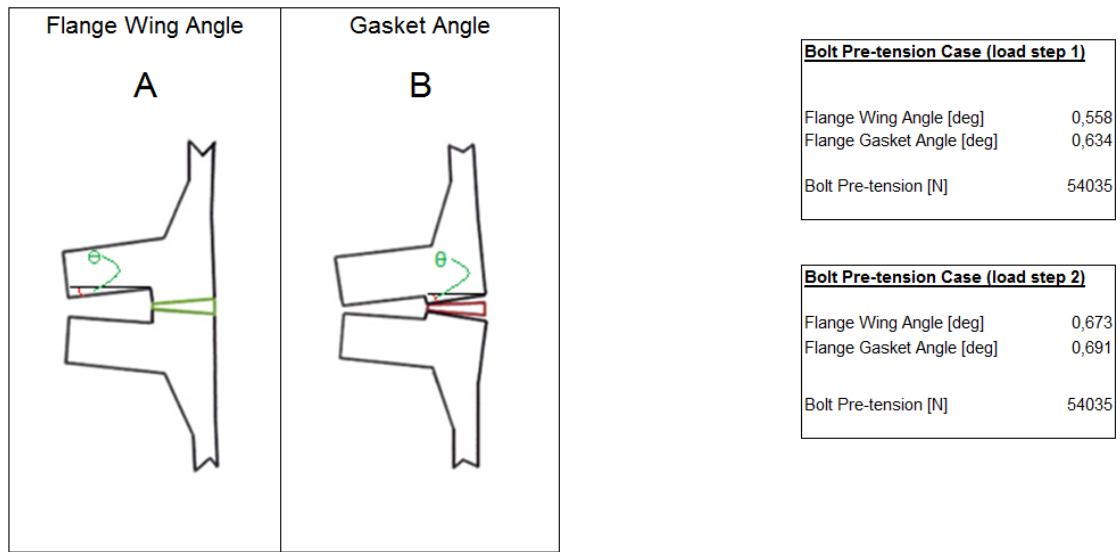 Flange Wing Angle
A
θ
Gasket Angle
B
θ
Bolt Pre-tension Case (load step 1)
Flange Wing Angle [deg] 0,558
Flange Gasket Angle [deg] 0,634
Bolt Pre-tension [N] 54035
Bolt Pre-tension Case (load step 2)
Flange Wing Angle [deg] 0,673
Flange Gasket Angle [deg] 0,691
Bolt Pre-tension [N] 54035